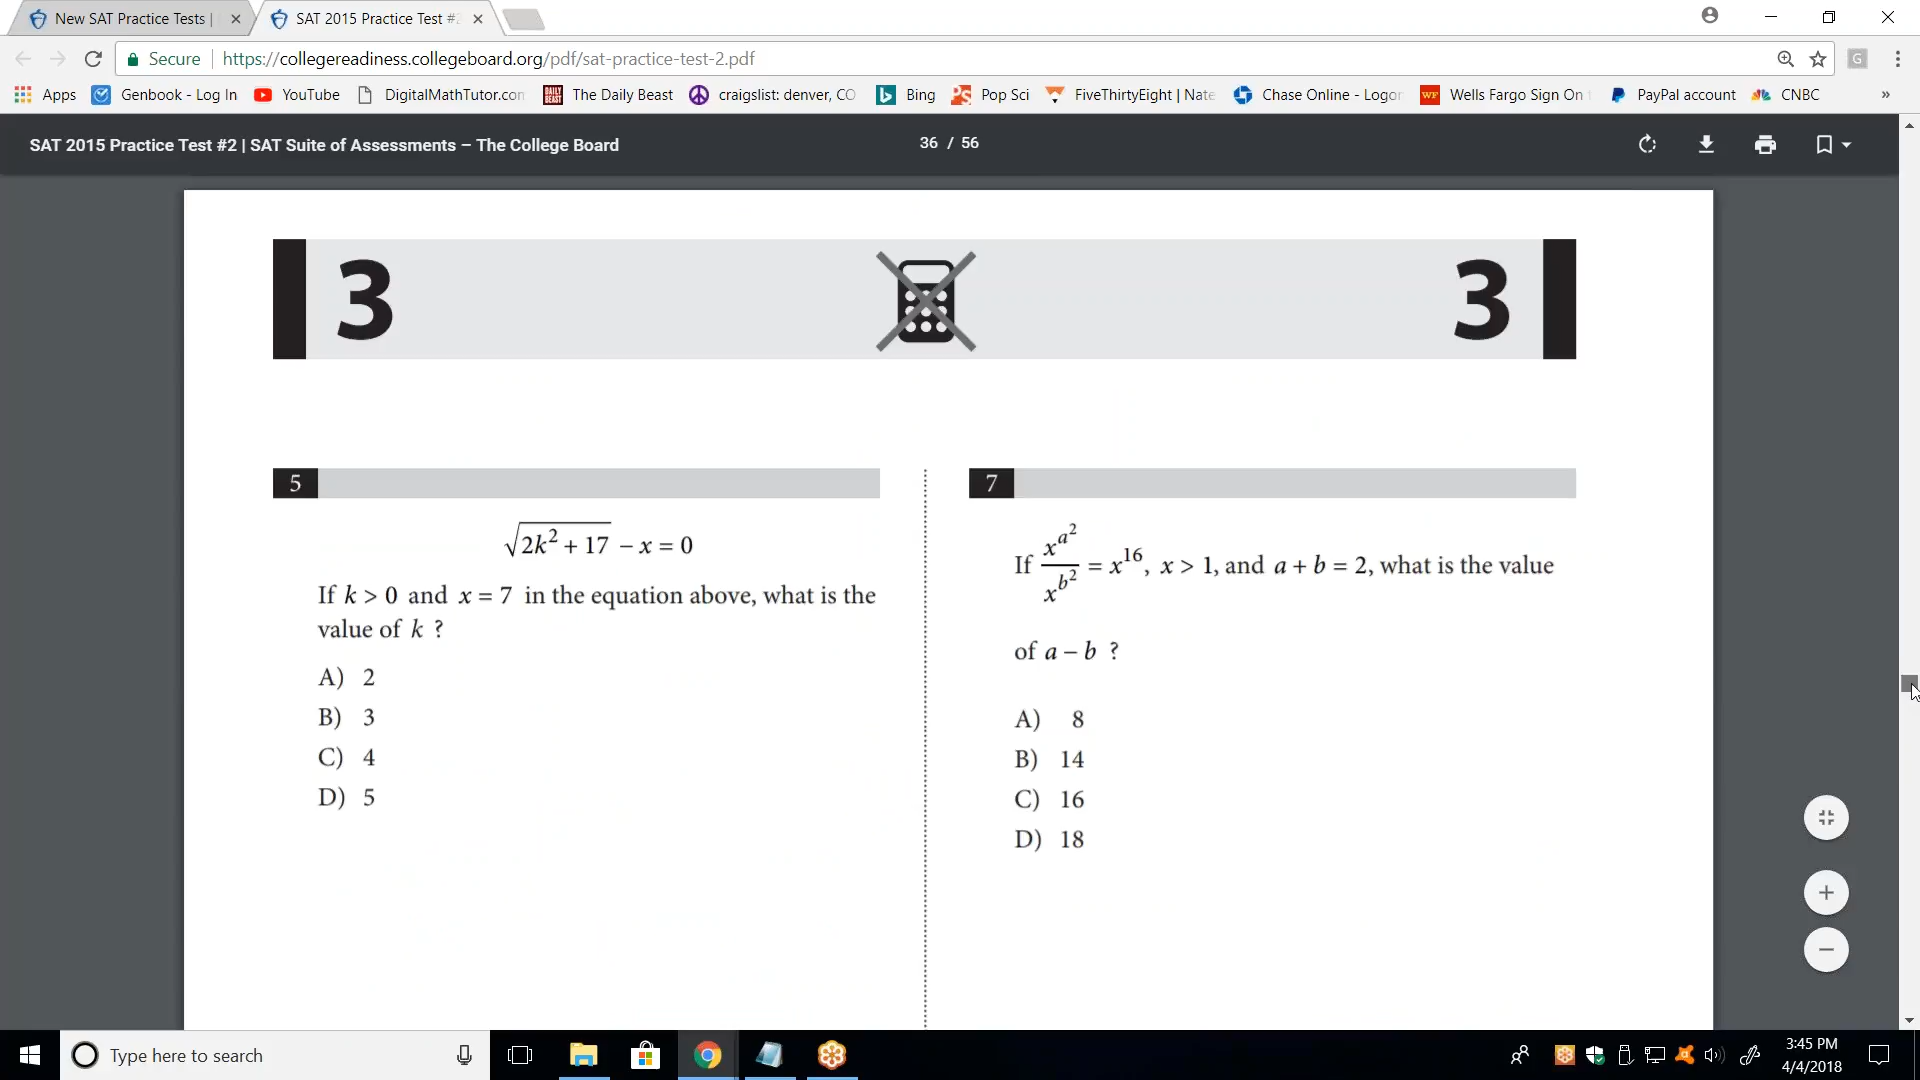 New SAT Practice Tests |
SAT 2015 Practice Test #2
Secure
https://collegereadiness.collegeboard.org/pdf/sat-practice-test-2.pdf
G
Apps Genbook - Log In YouTube DigitalMathTutor.com The Daily Beast craigslist: denver, CO Bing Pop Sci FiveThirtyEight | Nate Chase Online - Logon Wells Fargo Sign On PayPal account CNBC »
SAT 2015 Practice Test #2 | SAT Suite of Assessments – The College Board
36 / 56
3
3
5
√2k² + 17 – x = 0
If k > 0 and x = 7 in the equation above, what is the
value of k ?
A) 2
B) 3
C) 4
D) 5
7
If x^a² / x^b² = x^16, x > 1, and a + b = 2, what is the value
of a – b ?
A) 8
B) 14
C) 16
D) 18
Type here to search
3:45 PM
4/4/2018